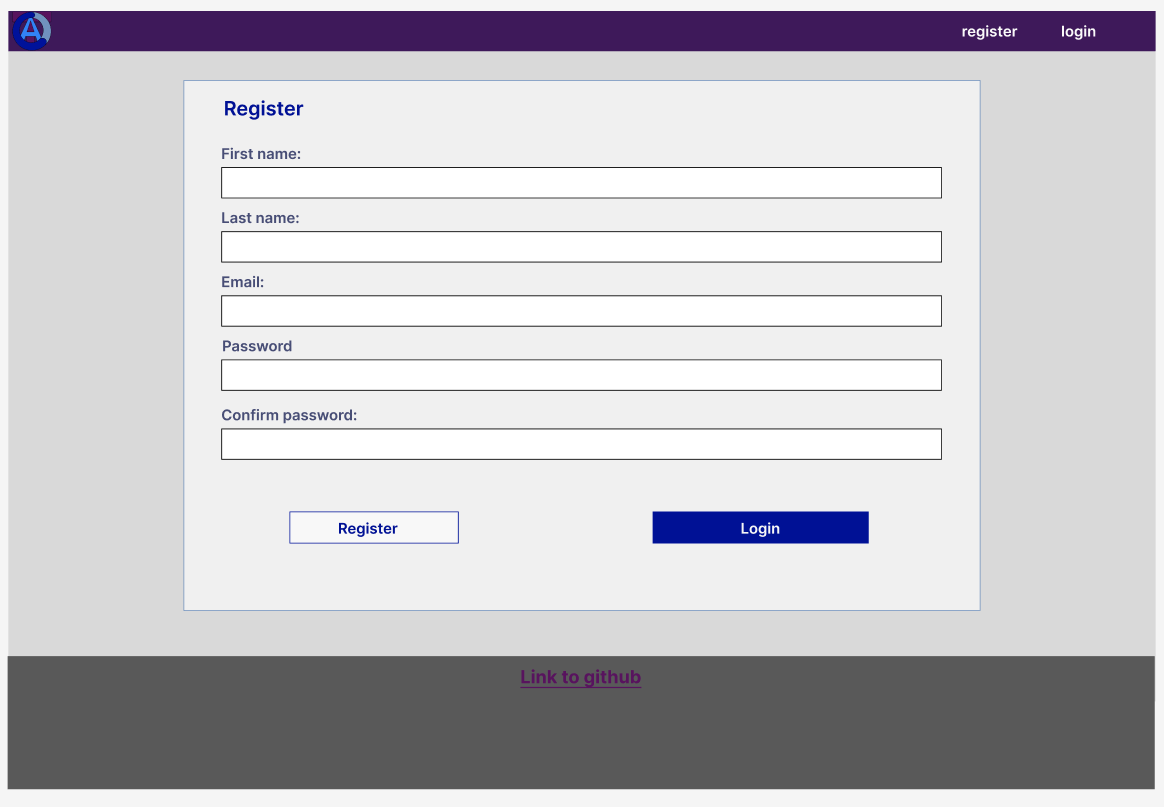 A
register login
Register
First name:
Last name:
Email:
Password
Confirm password:
Register Login
Link to github